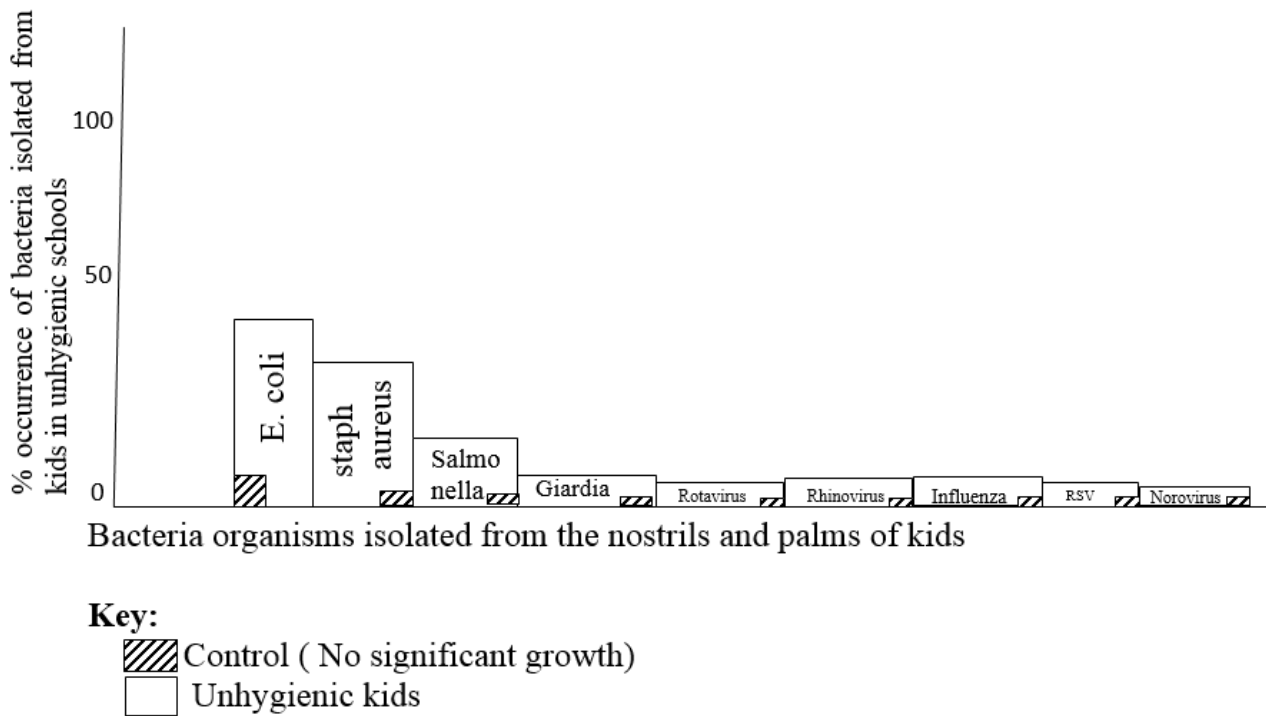 % occurrence of bacteria isolated from
kids in unhygienic schools
100
50
0
E. coli
staph
aureus
Salmo
nella
Giardia
Rotavirus
Rhinovirus
Influenza
RSV
Norovirus
Bacteria organisms isolated from the nostrils and palms of kids
Key:
Control ( No significant growth)
Unhygienic kids